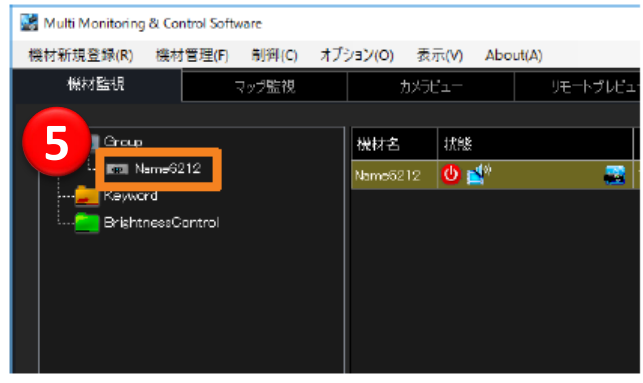 Multi Monitoring & Control Software
機材新規登録(R) 機材管理(F) 制御(C) オプション(O) 表示(V) About(A)
機材監視 マップ監視 カメラビュー リモートプレビュー
5
Group 機材名 状態
Name6212 Name6212
Keyword
BrightnessControl